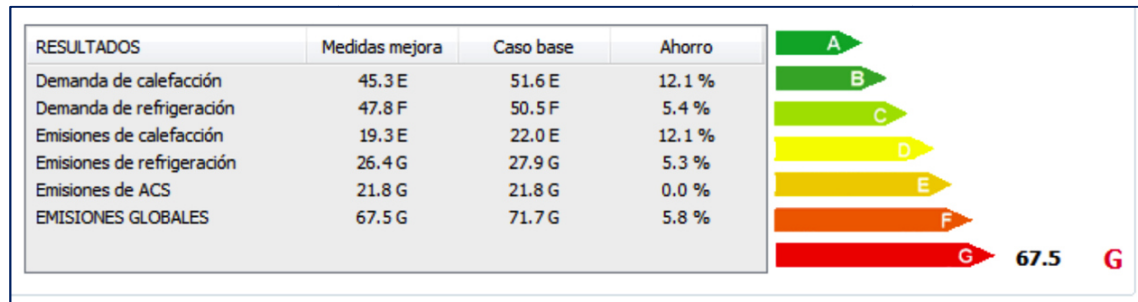 RESULTADOS Medidas mejora Caso base Ahorro
Demanda de calefacción 45.3 E 51.6 E 12.1 %
Demanda de refrigeración 47.8 F 50.5 F 5.4 %
Emisiones de calefacción 19.3 E 22.0 E 12.1 %
Emisiones de refrigeración 26.4 G 27.9 G 5.3 %
Emisiones de ACS 21.8 G 21.8 G 0.0 %
EMISIONES GLOBALES 67.5 G 71.7 G 5.8 %
A
B
C
D
E
F
G 67.5 G